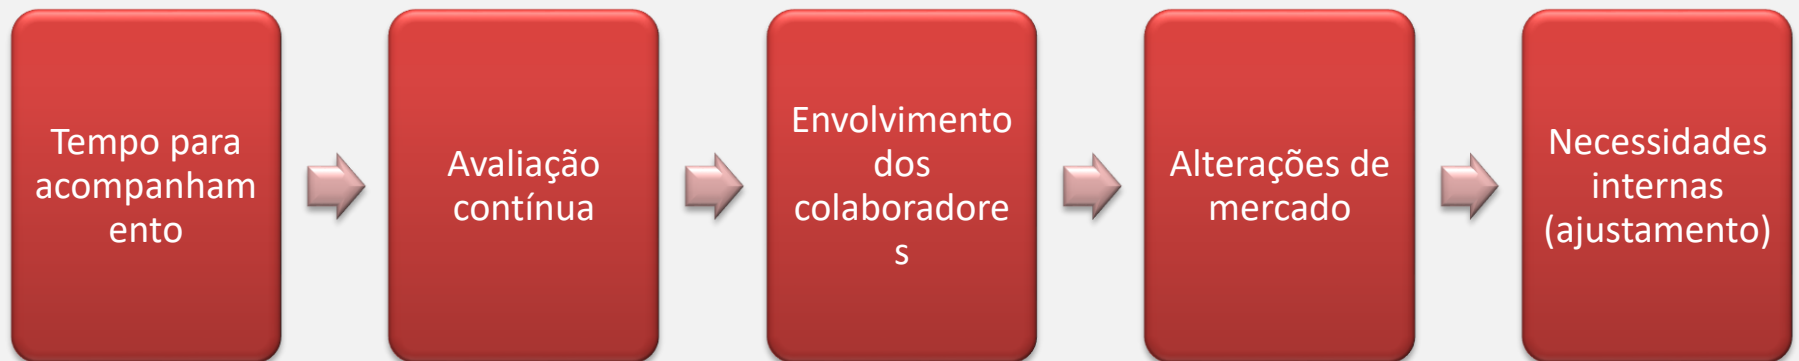 Tempo para
acompanham
ento
Avaliação
contínua
Envolvimento
dos
colaboradore
s
Alterações de
mercado
Necessidades
internas
(ajustamento)